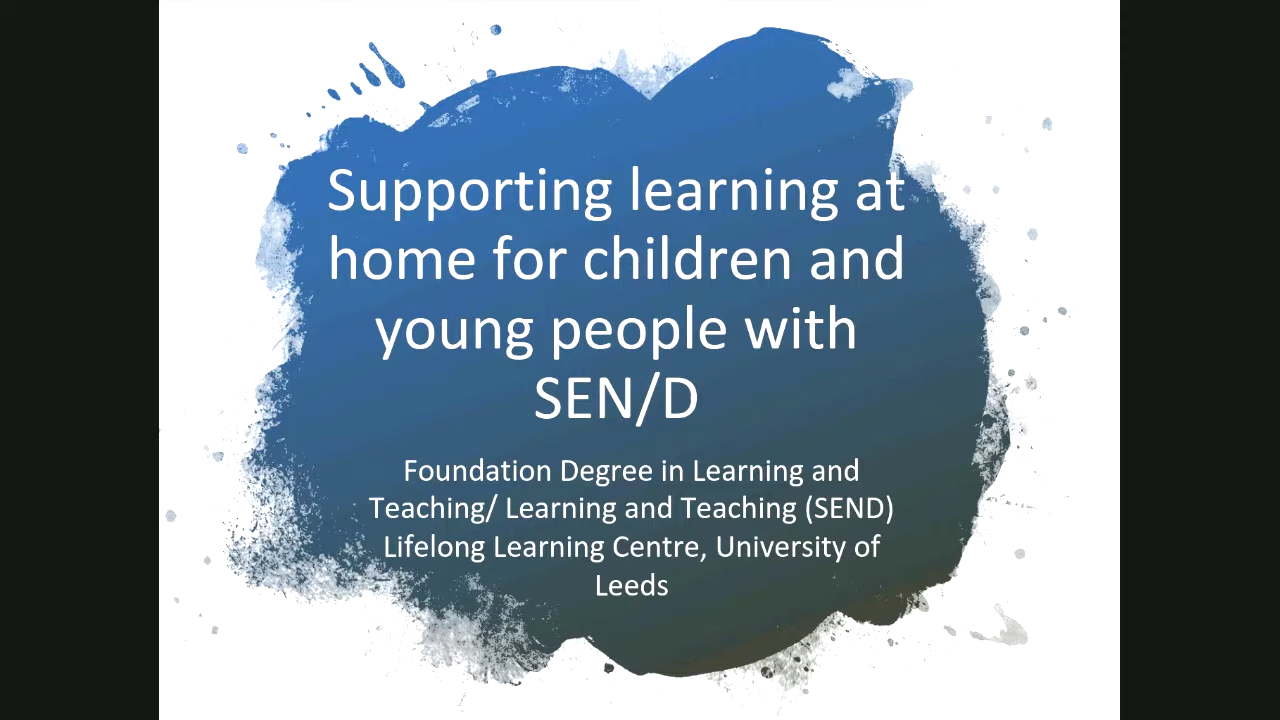 Supporting learning at
home for children and
young people with
SEN/D
Foundation Degree in Learning and
Teaching/ Learning and Teaching (SEND)
Lifelong Learning Centre, University of
Leeds